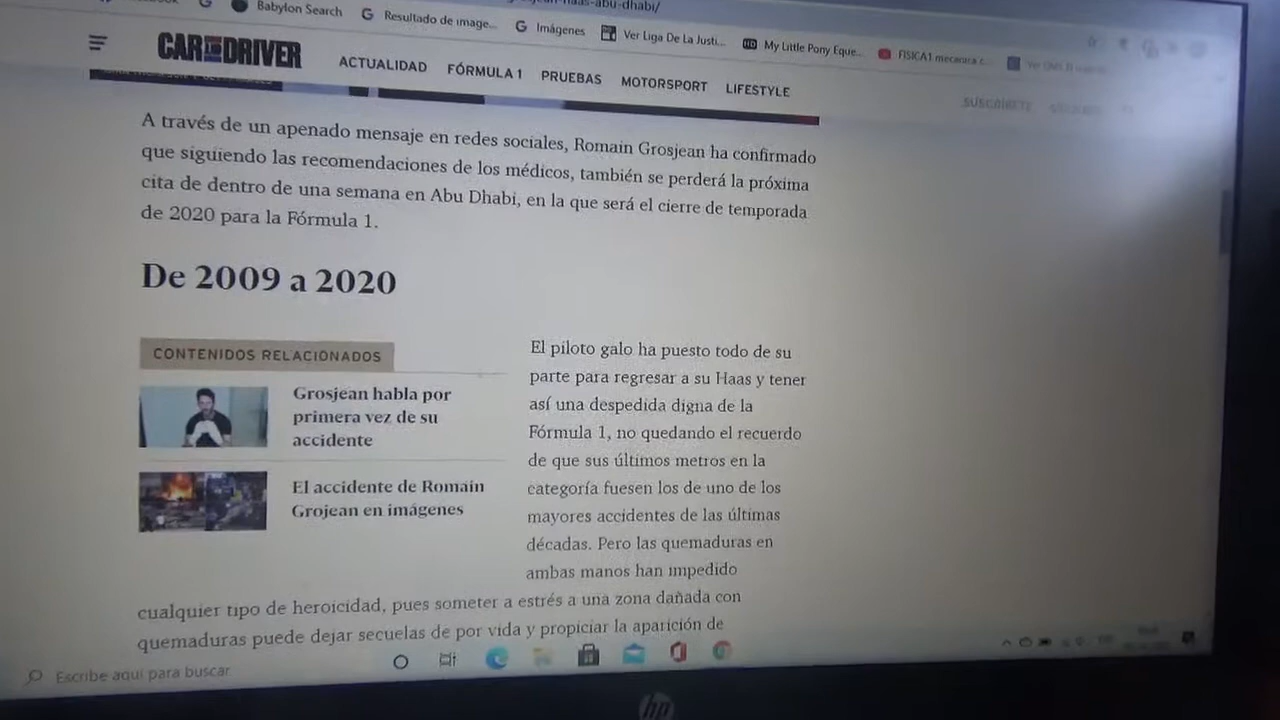 Babylon Search
Resultado de image...
Imágenes
Ver Liga De La Justi...
My Little Pony Eque...
FISICA1 mecanica c...
CAR AND DRIVER
ACTUALIDAD
FÓRMULA 1
PRUEBAS
MOTORSPORT
LIFESTYLE
SUSCRÍBETE
A través de un apenado mensaje en redes sociales, Romain Grosjean ha confirmado
que siguiendo las recomendaciones de los médicos, también se perderá la próxima
cita de dentro de una semana en Abu Dhabi, en la que será el cierre de temporada
de 2020 para la Fórmula 1.
De 2009 a 2020
CONTENIDOS RELACIONADOS
Grosjean habla por
primera vez de su
accidente
El accidente de Romain
Grojean en imágenes
El piloto galo ha puesto todo de su
parte para regresar a su Haas y tener
así una despedida digna de la
Fórmula 1, no quedando el recuerdo
de que sus últimos metros en la
categoría fuesen los de uno de los
mayores accidentes de las últimas
décadas. Pero las quemaduras en
ambas manos han impedido
cualquier tipo de heroicidad, pues someter a estrés a una zona dañada con
quemaduras puede dejar secuelas de por vida y propiciar la aparición de
Escribe aquí para buscar
hp